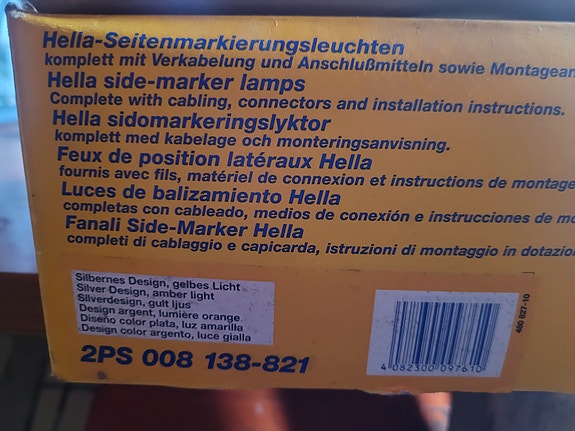 Hella-Seitenmarkierungsleuchten
komplett mit Verkabelung und Anschlußmitteln sowie
Hella side-marker lamps
Complete with cabling, connectors and installation instructions.
Hella sidomarkeringslyktor
komplett med kabelage och monteringsanvisning.
Feux de position latéraux Hella
fournis avec fils, matériel de connexion et instructions de montage
Luces de balizamiento Hella
completas con cableado, medios de conexión e instrucciones de
Fanali Side-Marker Hella
completi di cablaggio e capicarda, istruzioni di montaggio in
Silbernes Design, gelbes Licht
Silver Design, amber light
Silverdesign, gult ljus
Design argent, lumière orange
Diseño color plata, luz amarilla
Design color argento, luce gialla
2PS 008 138-821
4 082300 097610
460 827-10